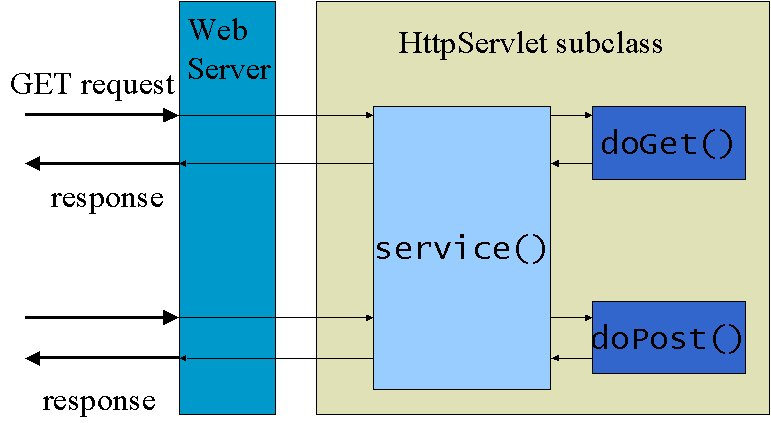 Web
Server
HttpServlet subclass
GET request
doGet()
response
service()
doPost()
response